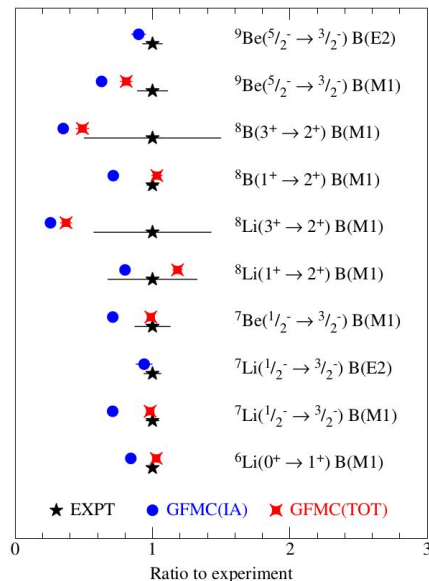 ⁹Be(⁵/₂⁻ → ³/₂⁻) B(E2)
⁹Be(⁵/₂⁻ → ³/₂⁻) B(M1)
⁸B(3⁺ → 2⁺) B(M1)
⁸B(1⁺ → 2⁺) B(M1)
⁸Li(3⁺ → 2⁺) B(M1)
⁸Li(1⁺ → 2⁺) B(M1)
⁷Be(¹/₂⁻ → ³/₂⁻) B(M1)
⁷Li(¹/₂⁻ → ³/₂⁻) B(E2)
⁷Li(¹/₂⁻ → ³/₂⁻) B(M1)
⁶Li(0⁺ → 1⁺) B(M1)
EXPT GFMC(IA) GFMC(TOT)
0 1 2 3
Ratio to experiment